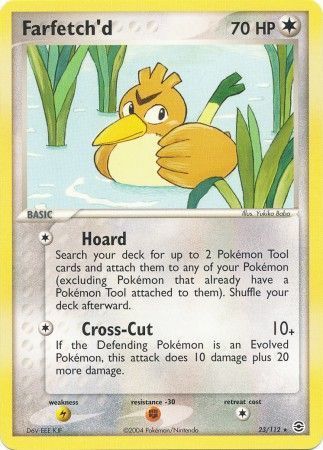 Farfetch'd 70 HP
BASIC Illus. Yukiko Baba
Hoard
Search your deck for up to 2 Pokémon Tool
cards and attach them to any of your Pokémon
(excluding Pokémon that already have a
Pokémon Tool attached to them). Shuffle your
deck afterward.
Cross-Cut 10+
If the Defending Pokémon is an Evolved
Pokémon, this attack does 10 damage plus 20
more damage.
weakness resistance -30 retreat cost
©2004 Pokémon/Nintendo 23/112 ★